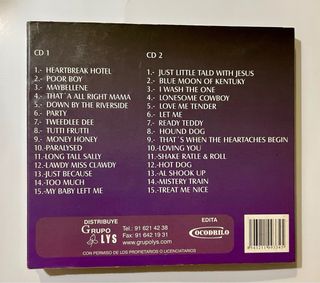 CD 1
1.- HEARTBREAK HOTEL
2.- POOR BOY
3.- MAYBELLENE
4.- THAT´A ALL RIGHT MAMA
5.- DOWN BY THE RIVERSIDE
6.- PARTY
7.- TWEEDLEE DEE
8.- TUTTI FRUTTI
9.- MONEY HONEY
10.- PARALYSED
11.- LONG TALL SALLY
12.- LAWDY MISS CLAWDY
13.- JUST BECAUSE
14.- TOO MUCH
15.- MY BABY LEFT ME
CD 2
1.- JUST LITTLE TALD WITH JESUS
2.- BLUE MOON OF KENTUKY
3.- I WASH THE ONE
4.- LONESOME COWBOY
5.- LOVE ME TENDER
6.- LET ME
7.- READY TEDDY
8.- HOUND DOG
9.- THAT´S WHEN THE HEARTACHES BEGIN
10.- LOVING YOU
11.- SHAKE RATLE & ROLL
12.- HOT DOG
13.- AL SHOOK UP
14.- MISTERY TRAIN
15.- TREAT ME NICE
DISTRIBUYE
GRUPO LYS
Tel.: 91 621 42 38
Fax: 91 642 19 31
www.grupolys.com
EDITA
COCODRILO
CON PERMISO DE LOS PROPIETARIOS O LICENCIATARIOS